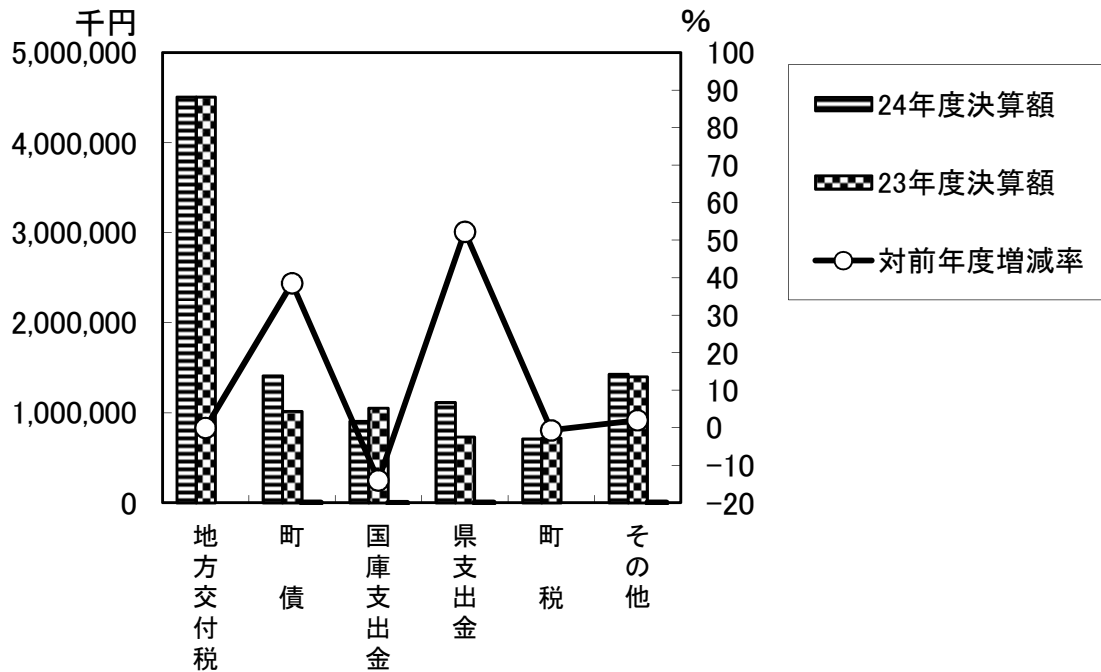 千円
%
5,000,000
4,000,000
3,000,000
2,000,000
1,000,000
0
100
90
80
70
60
50
40
30
20
10
0
−10
−20
地方交付税
町　債
国庫支出金
県支出金
町　税
その他
24年度決算額
23年度決算額
対前年度増減率